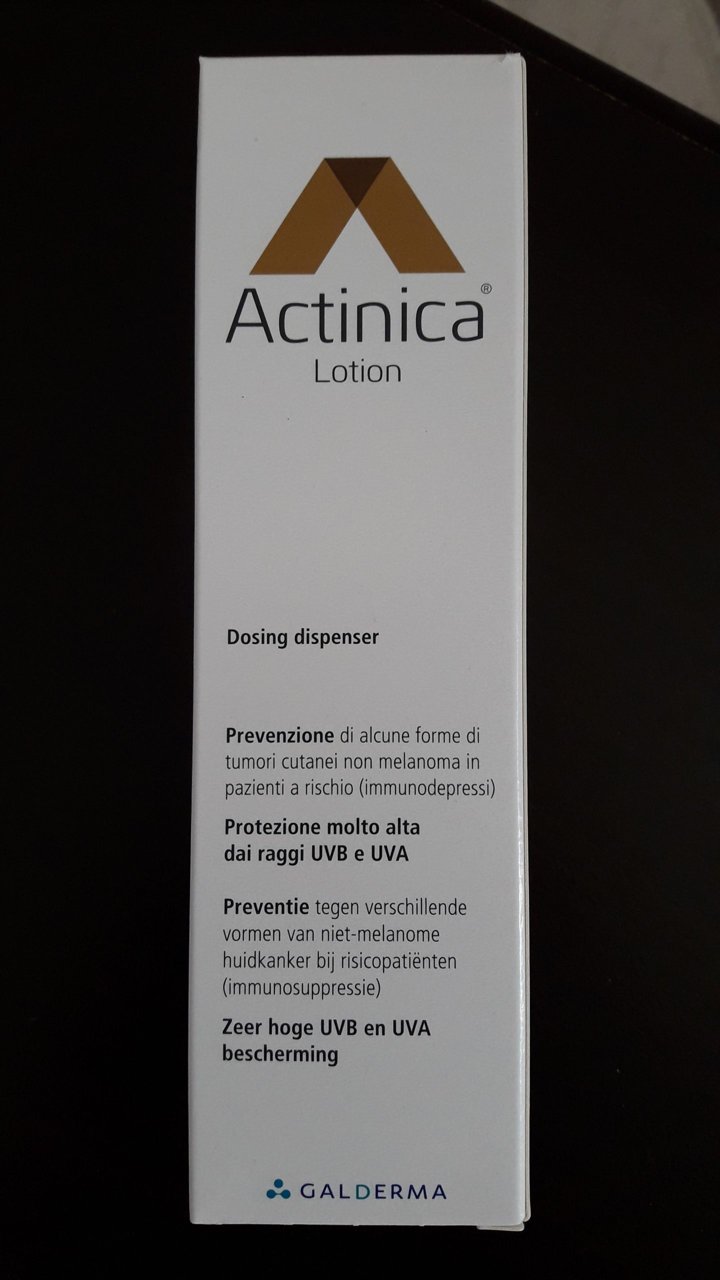 Actinica®
Lotion
Dosing dispenser
Prevenzione di alcune forme di
tumori cutanei non melanoma in
pazienti a rischio (immunodepressi)
Protezione molto alta
dai raggi UVB e UVA
Preventie tegen verschillende
vormen van niet-melanome
huidkanker bij risicopatiënten
(immunosuppressie)
Zeer hoge UVB en UVA
bescherming
GALDERMA